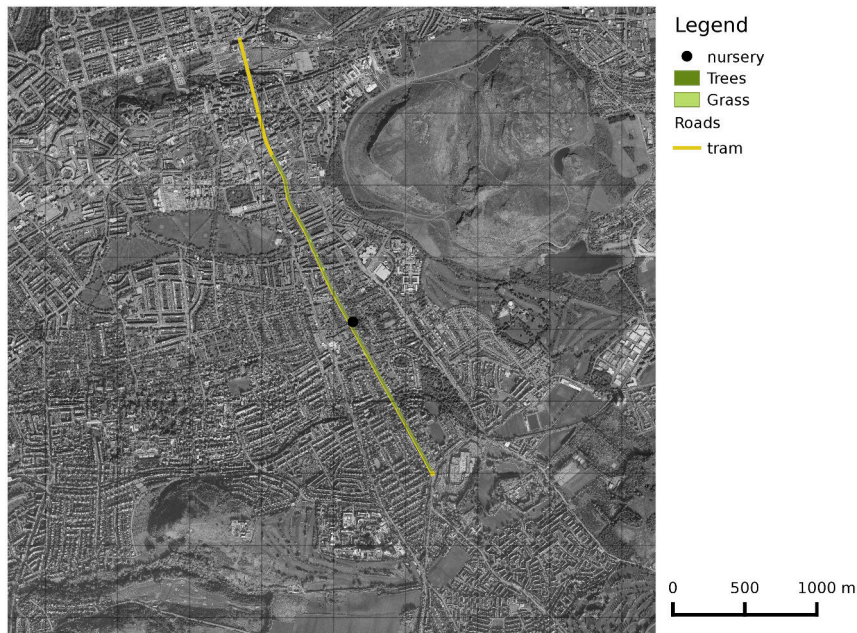 Legend
nursery
Trees
Grass
Roads
tram
0 500 1000 m